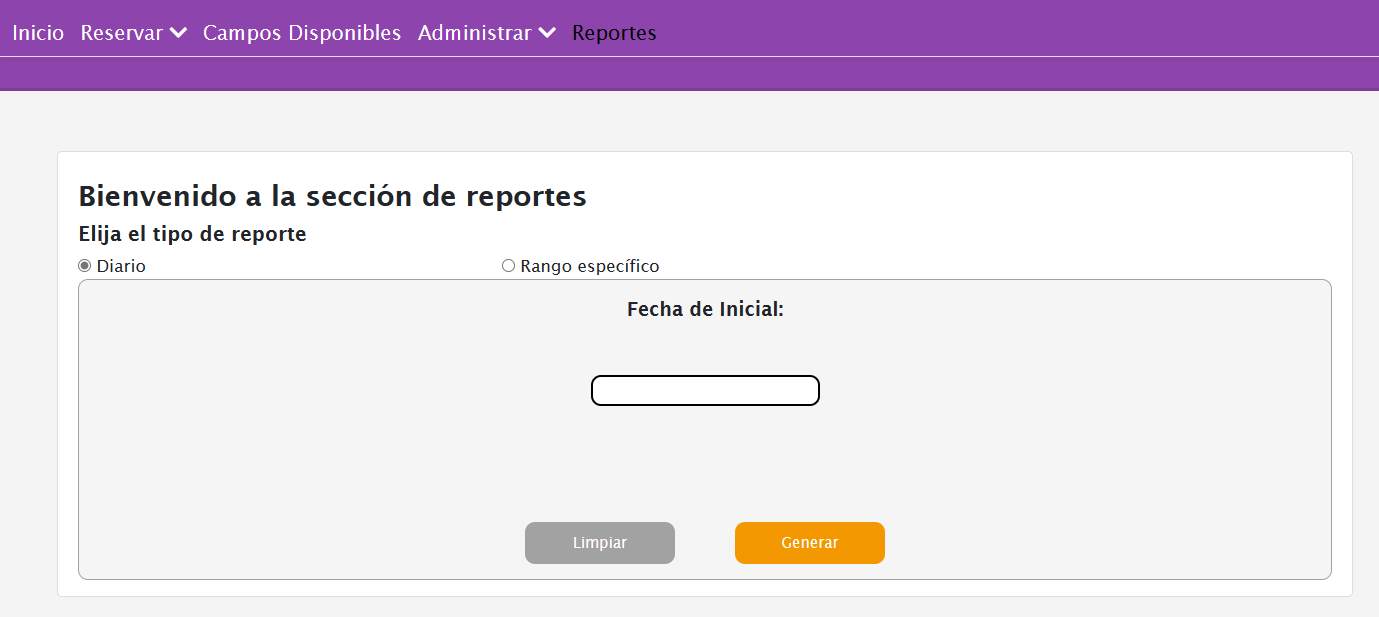 Inicio Reservar Campos Disponibles Administrar Reportes
Bienvenido a la sección de reportes
Elija el tipo de reporte
Diario Rango específico
Fecha de Inicial:
Limpiar Generar